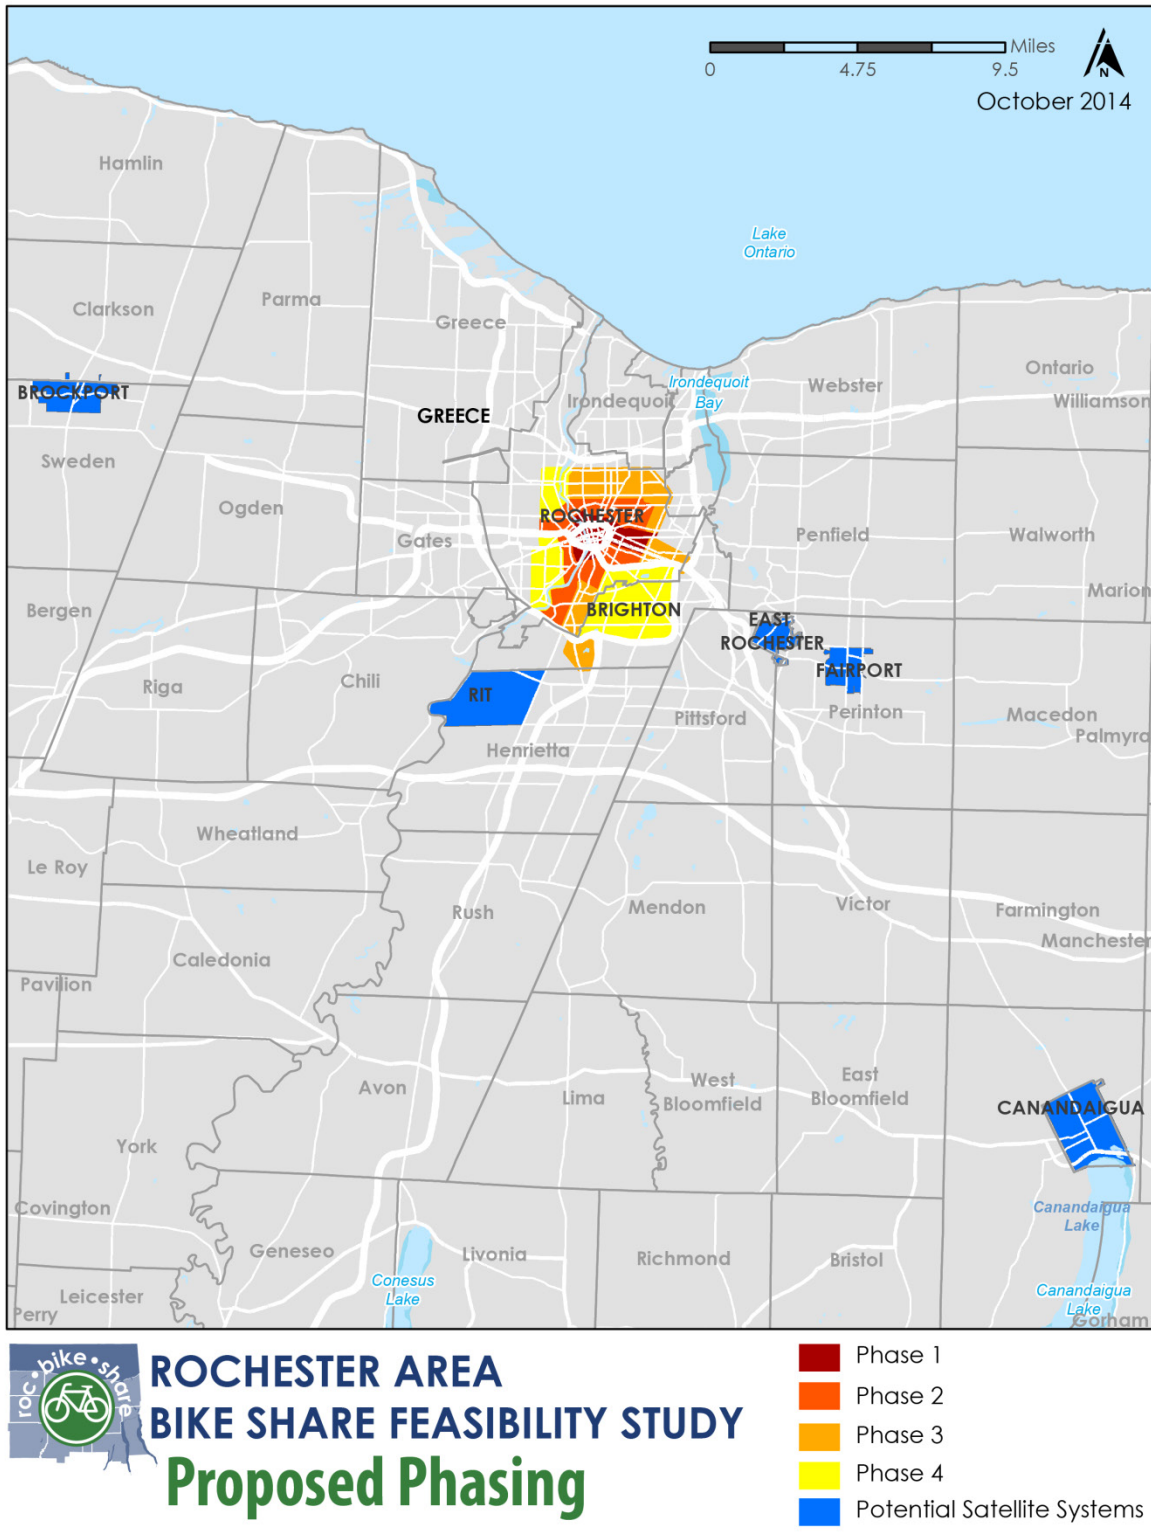 Miles
0 4.75 9.5
N
October 2014
Hamlin
Lake
Ontario
Clarkson
Parma
Greece
BROCKPORT
Irondequoit
Bay
Webster
Ontario
Williamson
GREECE
Irondequoit
Sweden
Ogden
ROCHESTER
Gates
Penfield
Walworth
Marion
Bergen
BRIGHTON
EAST
ROCHESTER
FAIRPORT
Riga
Chili
RIT
Pittsford
Perinton
Macedon
Palmyra
Henrietta
Wheatland
Le Roy
Rush
Mendon
Victor
Farmington
Manchester
Caledonia
Pavilion
Avon
Lima
West
Bloomfield
East
Bloomfield
CANANDAIGUA
York
Covington
Canandaigua
Lake
Geneseo
Livonia
Richmond
Bristol
Conesus
Lake
Canandaigua
Lake
Gorham
Leicester
Perry
roc • bike • share
ROCHESTER AREA
BIKE SHARE FEASIBILITY STUDY
Proposed Phasing
Phase 1
Phase 2
Phase 3
Phase 4
Potential Satellite Systems